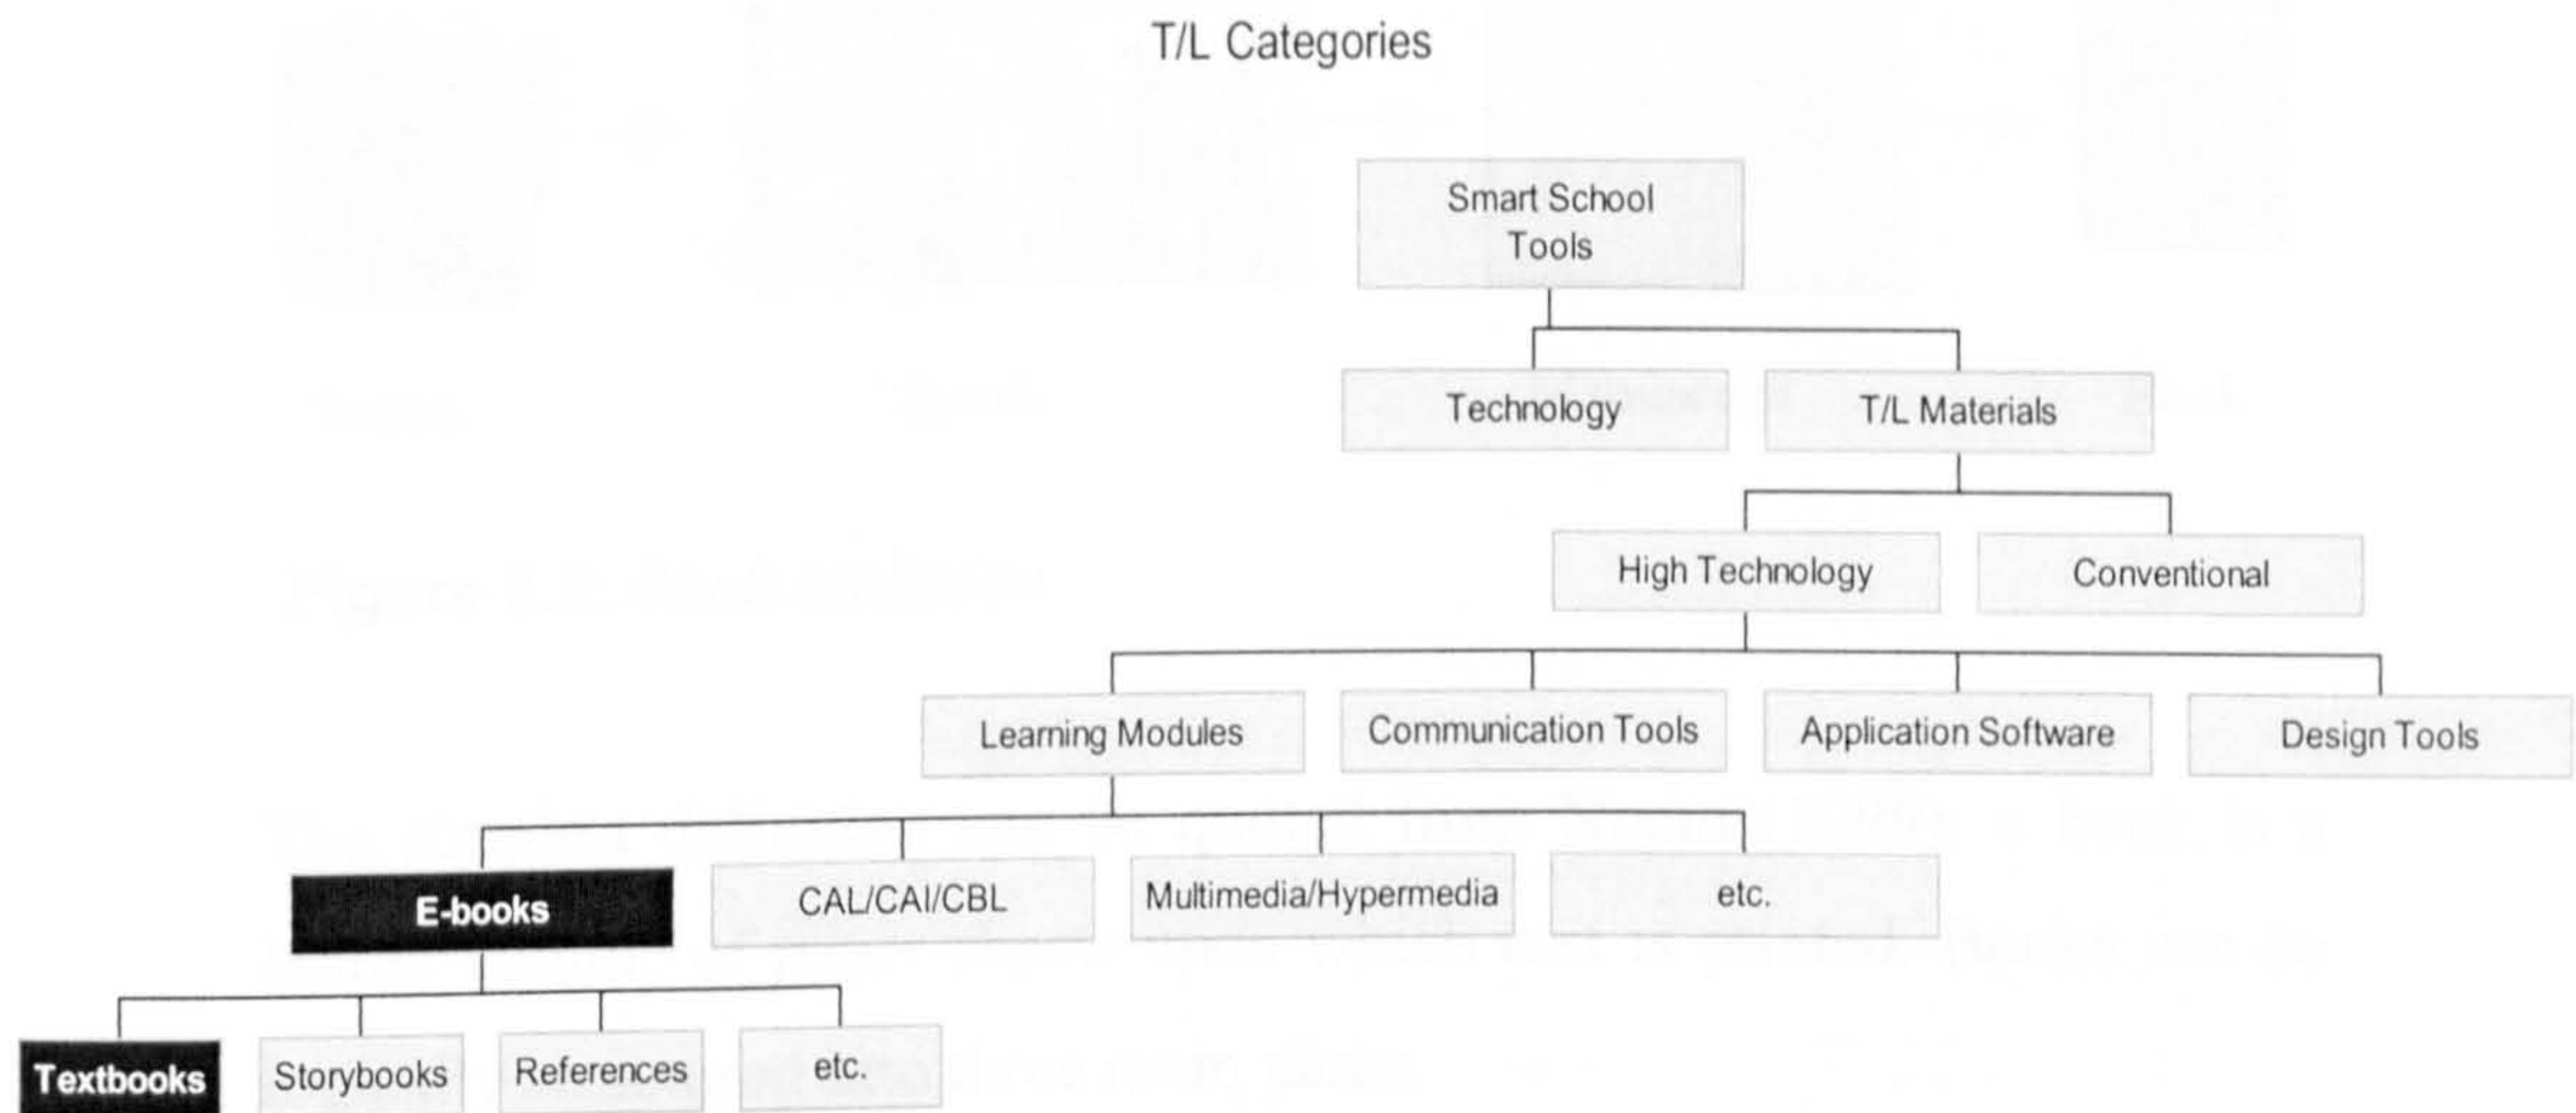 T/L Categories
Smart School
Tools
Technology
T/L Materials
High Technology
Conventional
Learning Modules
Communication Tools
Application Software
Design Tools
E-books
CAL/CAI/CBL
Multimedia/Hypermedia
etc.
Textbooks
Storybooks
References
etc.